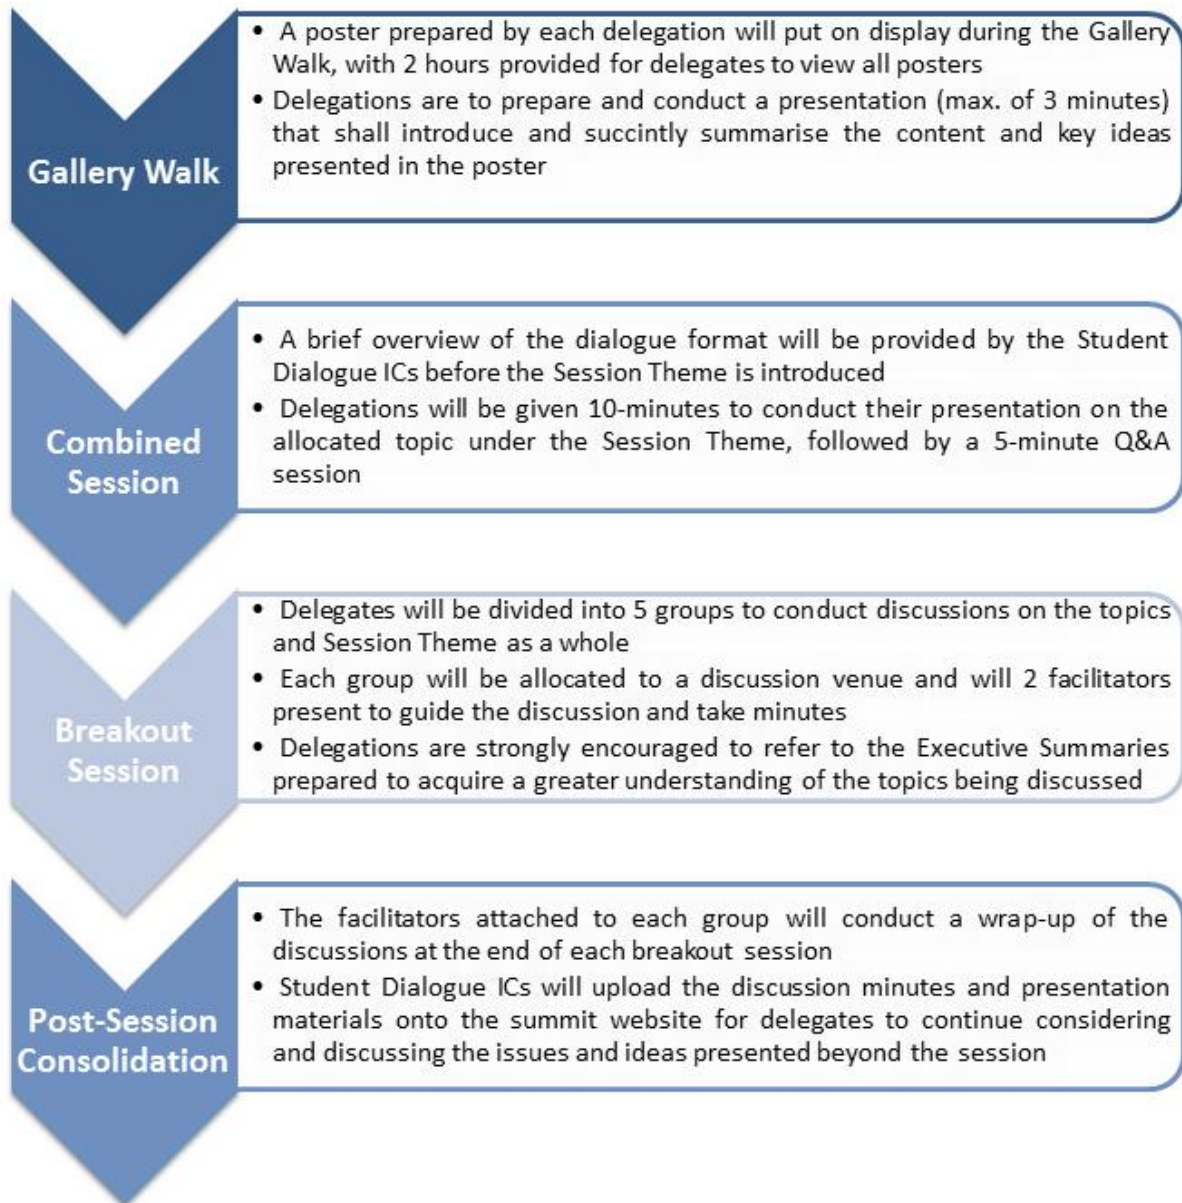 Gallery Walk
• A poster prepared by each delegation will put on display during the Gallery
Walk, with 2 hours provided for delegates to view all posters
• Delegations are to prepare and conduct a presentation (max. of 3 minutes)
that shall introduce and succintly summarise the content and key ideas
presented in the poster
Combined
Session
• A brief overview of the dialogue format will be provided by the Student
Dialogue ICs before the Session Theme is introduced
• Delegations will be given 10-minutes to conduct their presentation on the
allocated topic under the Session Theme, followed by a 5-minute Q&A
session
Breakout
Session
• Delegates will be divided into 5 groups to conduct discussions on the topics
and Session Theme as a whole
• Each group will be allocated to a discussion venue and will 2 facilitators
present to guide the discussion and take minutes
• Delegations are strongly encouraged to refer to the Executive Summaries
prepared to acquire a greater understanding of the topics being discussed
Post-Session
Consolidation
• The facilitators attached to each group will conduct a wrap-up of the
discussions at the end of each breakout session
• Student Dialogue ICs will upload the discussion minutes and presentation
materials onto the summit website for delegates to continue considering
and discussing the issues and ideas presented beyond the session